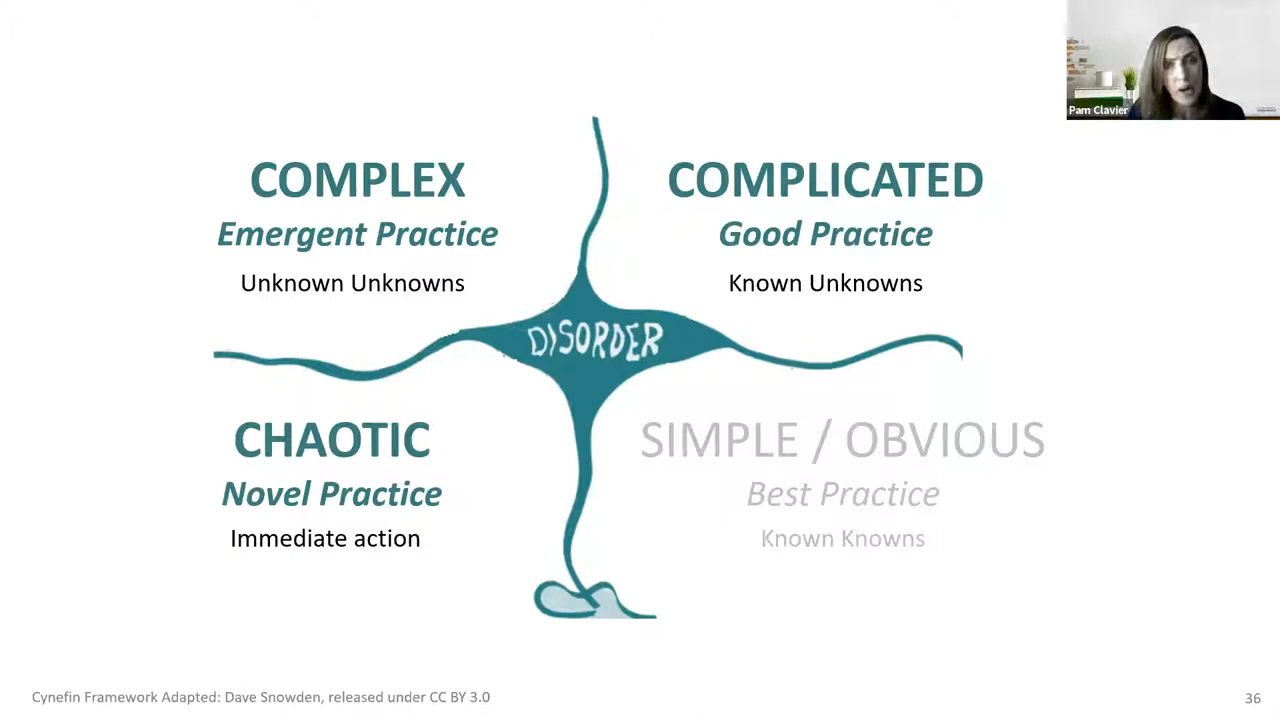 Pam Clavier
COMPLEX
Emergent Practice
Unknown Unknowns
COMPLICATED
Good Practice
Known Unknowns
DISORDER
CHAOTIC
Novel Practice
Immediate action
SIMPLE / OBVIOUS
Best Practice
Known Knowns
Cynefin Framework Adapted: Dave Snowden, released under CC BY 3.0
36